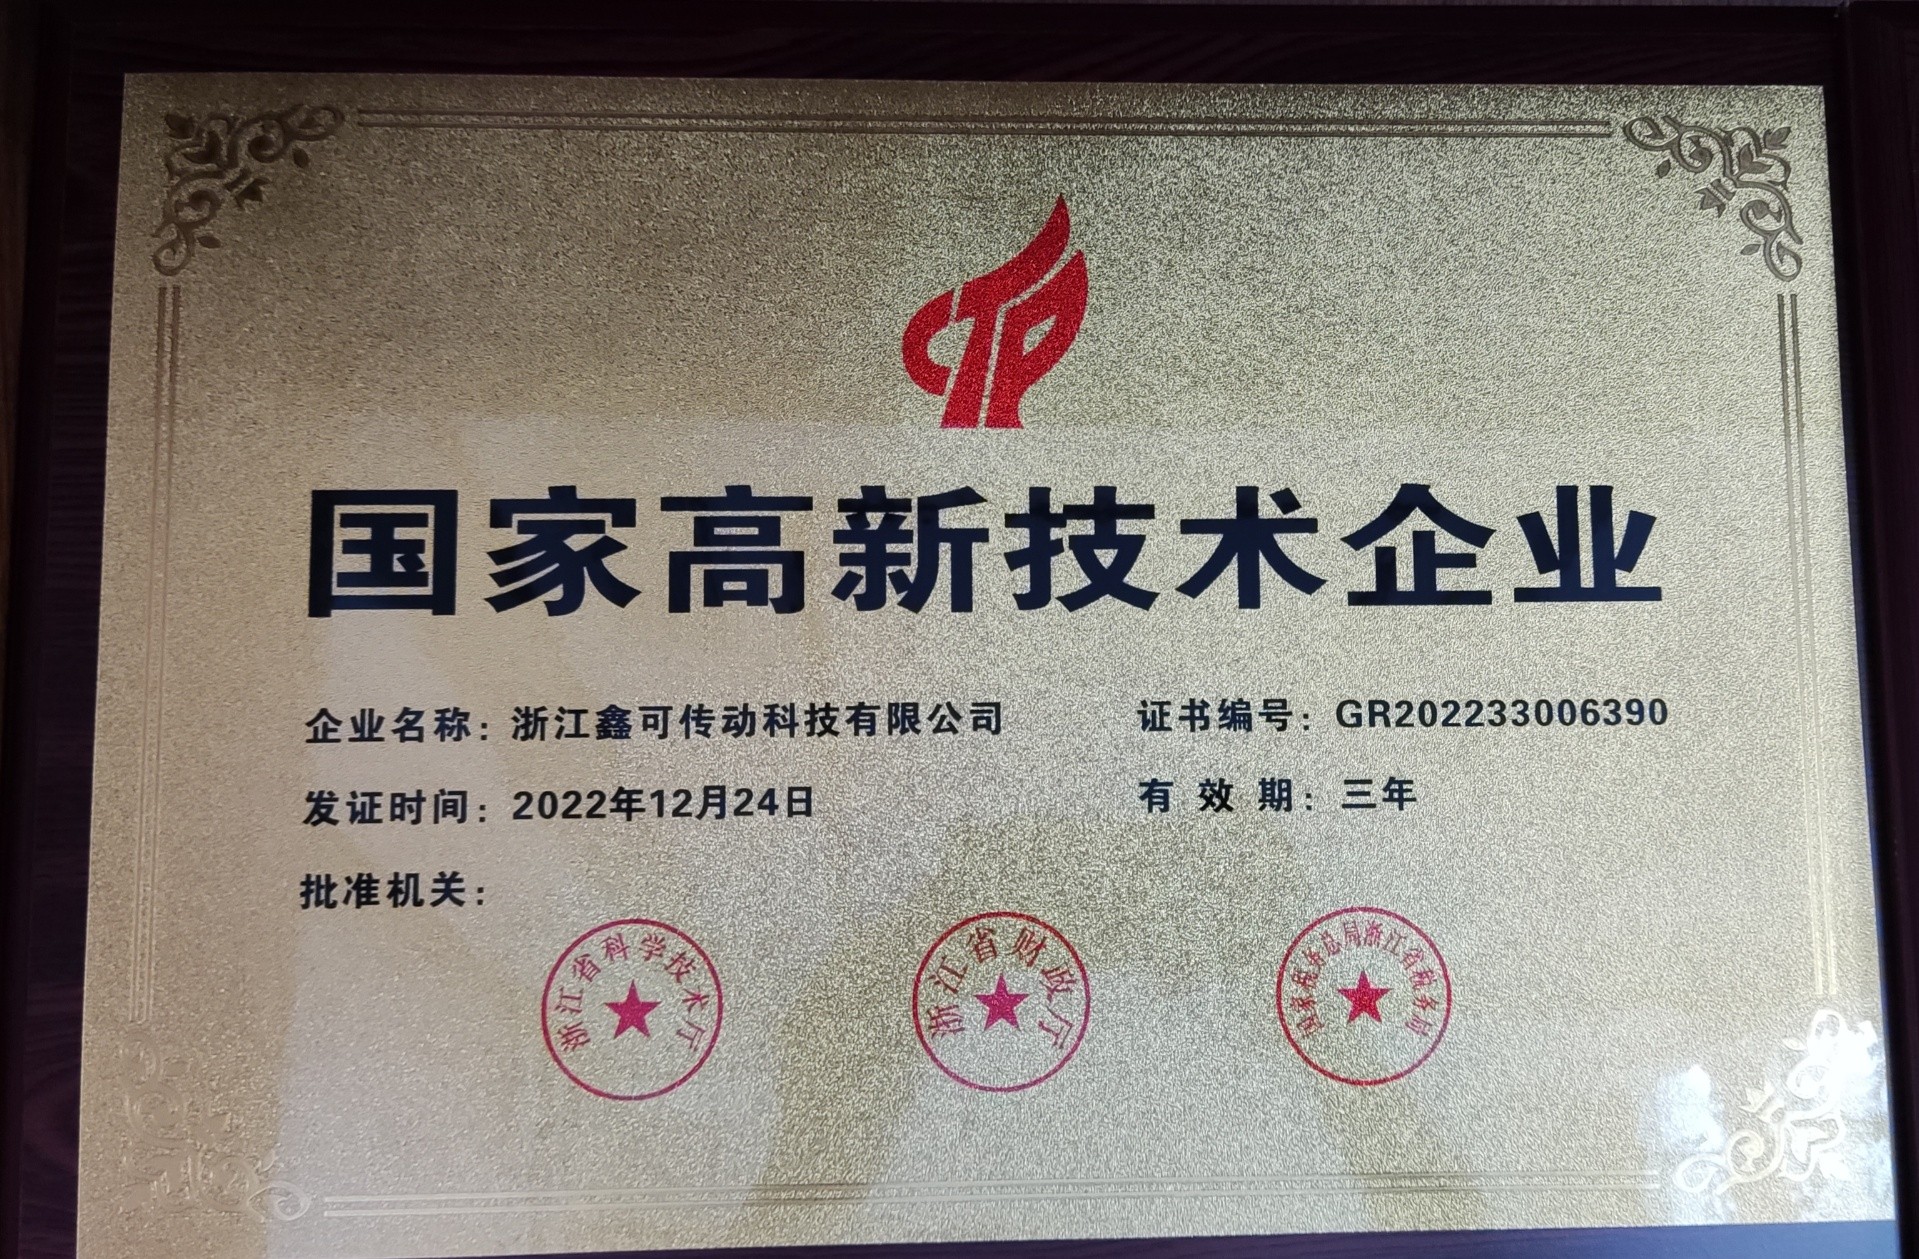 国家高新技术企业
企业名称：浙江鑫可传动科技有限公司
证书编号：GR202233006390
发证时间：2022年12月24日
有效期：三年
批准机关：
浙江省科学技术厅
浙江省财政厅
国家税务总局浙江省税务局